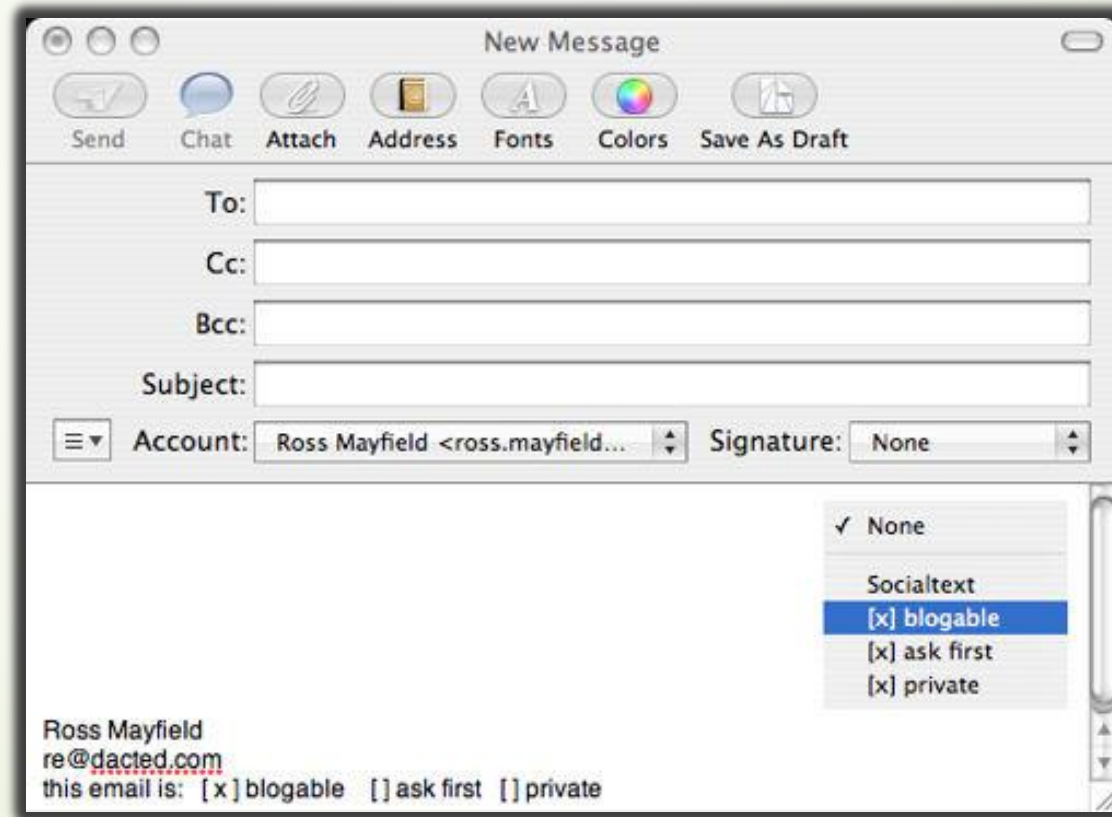 New Message
Send Chat Attach Address Fonts Colors Save As Draft
To:
Cc:
Bcc:
Subject:
Account: Ross Mayfield <ross.mayfield... Signature: None
✓ None
Socialtext
[x] blogable
[x] ask first
[x] private
Ross Mayfield
re@dacted.com
this email is: [x] blogable [] ask first [] private